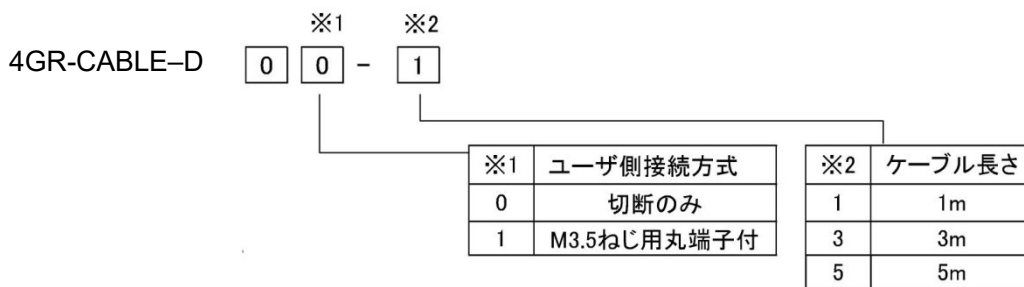 ※1 ※2
4GR-CABLE–D 0 0 - 1
※1 ユーザ側接続方式
0 切断のみ
1 M3.5ねじ用丸端子付
※2 ケーブル長さ
1 1m
3 3m
5 5m